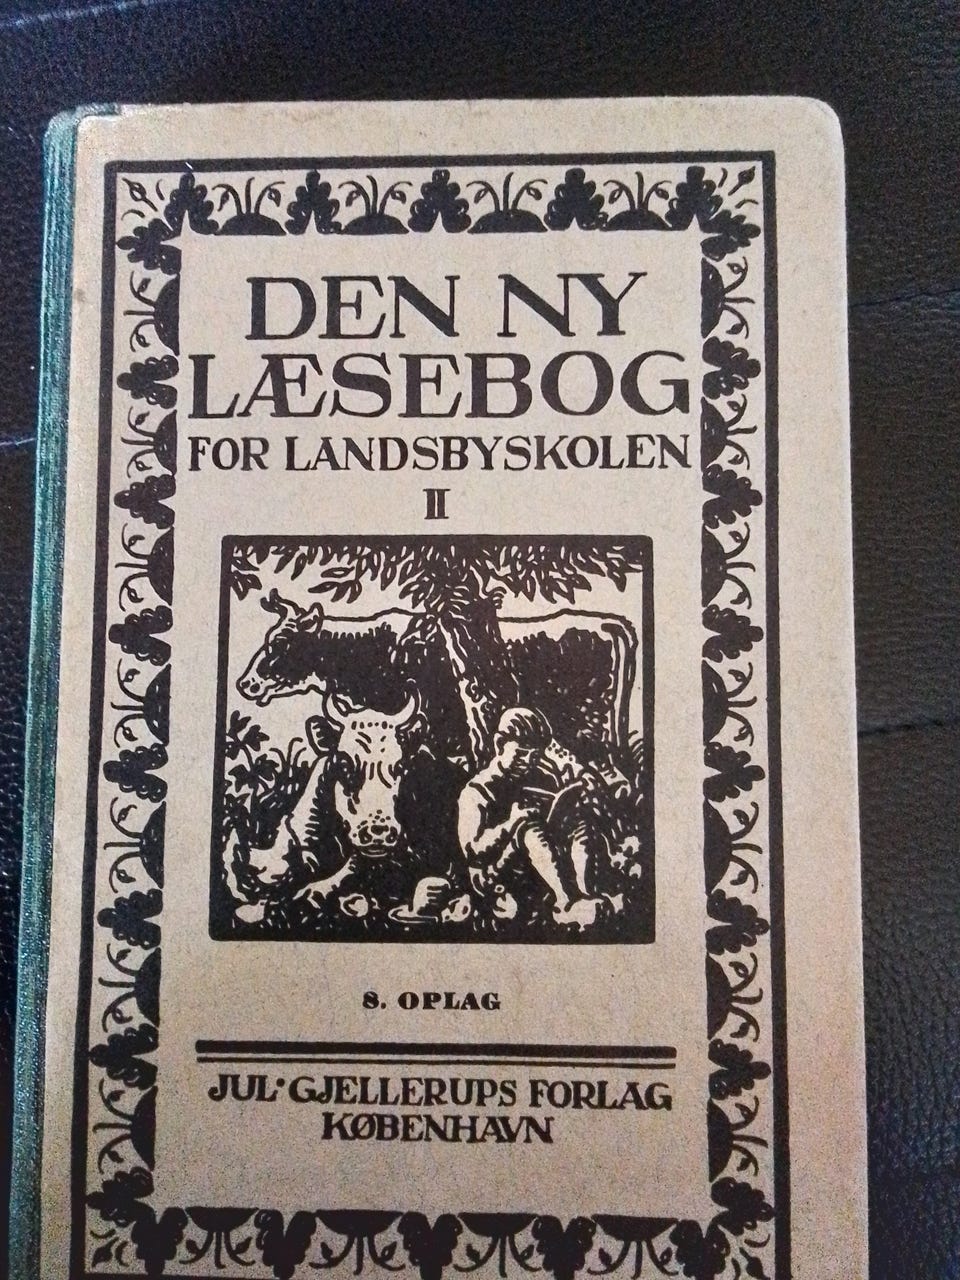 DEN NY
LÆSEBOG
FOR LANDSBYSKOLEN
II
8. OPLAG
JUL· GJELLERUPS FORLAG
KØBENHAVN